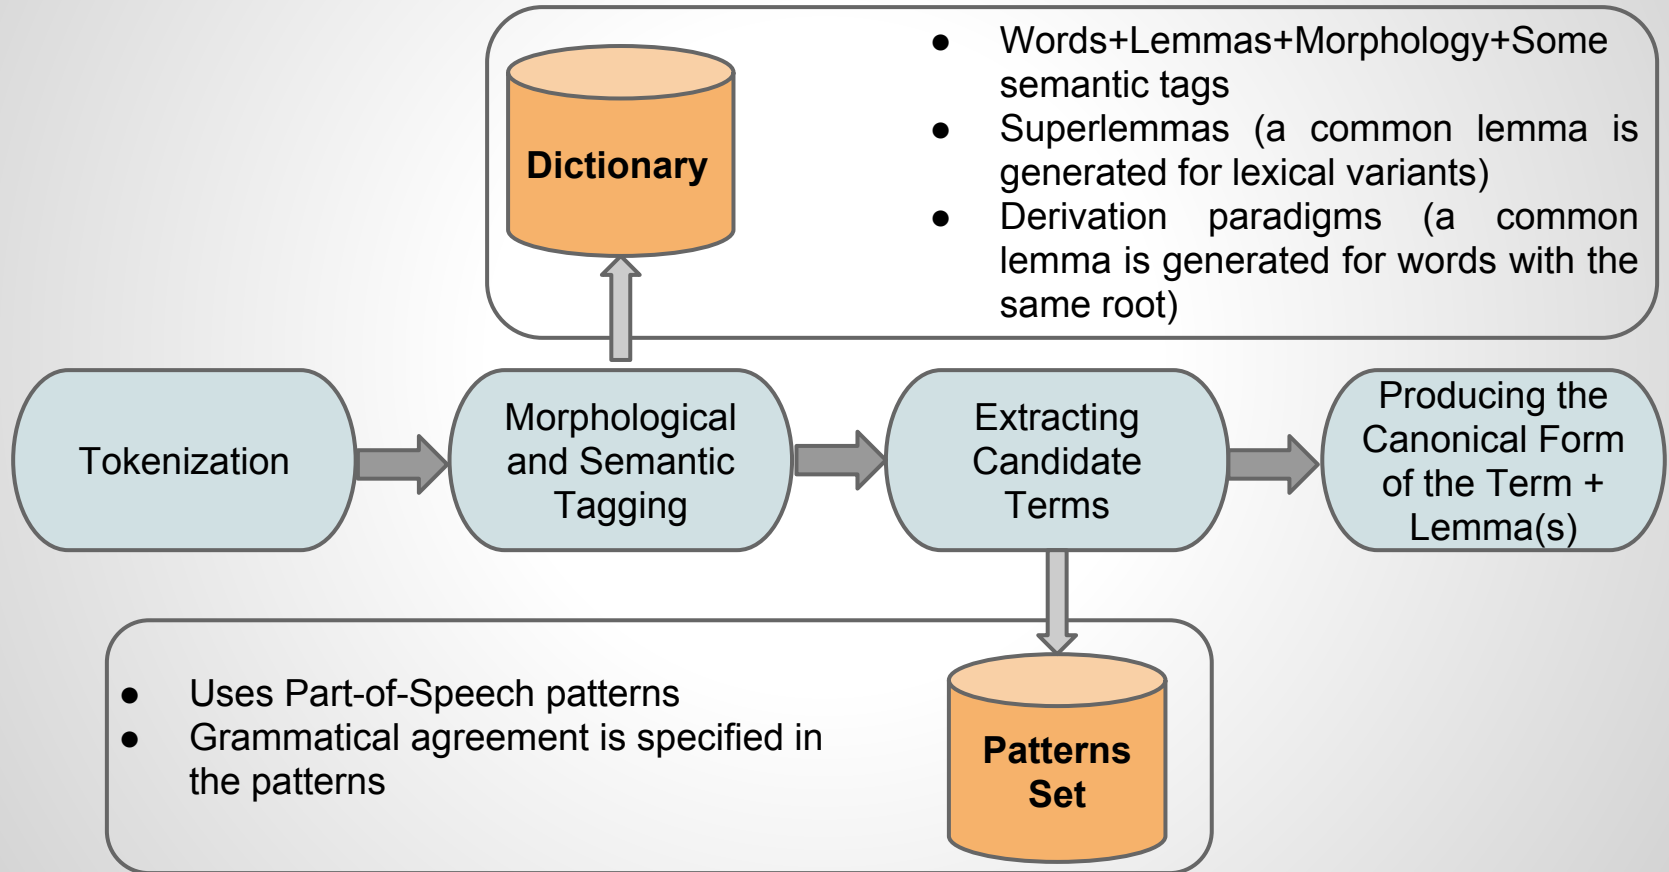 Dictionary
● Words+Lemmas+Morphology+Some
semantic tags
● Superlemmas (a common lemma is
generated for lexical variants)
● Derivation paradigms (a common
lemma is generated for words with the
same root)
Tokenization
Morphological
and Semantic
Tagging
Extracting
Candidate
Terms
Producing the
Canonical Form
of the Term +
Lemma(s)
● Uses Part-of-Speech patterns
● Grammatical agreement is specified in
the patterns
Patterns
Set